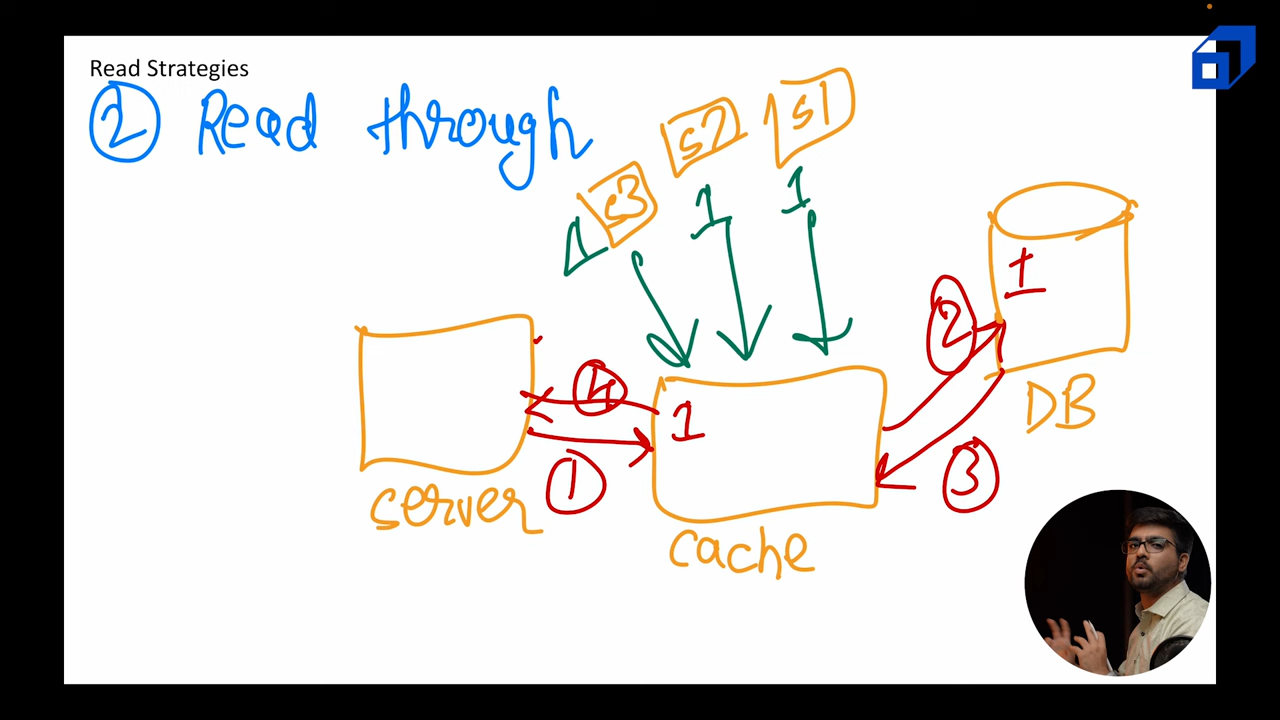 Read Strategies
② Read through
s3 s2 s1
1 1 1
1
④
②
1
①
③
server
cache
DB